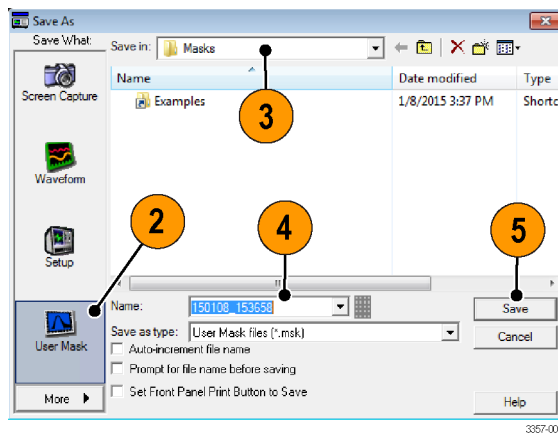 Save As
Save What:
Save in: Masks
Name Date modified Type
Screen Capture
Examples 1/8/2015 3:37 PM Shortc
3
Waveform
2
4
5
Setup
Name: 150108_153658
Save
Save as type: User Mask files (*.msk)
User Mask
Auto-increment file name
Cancel
Prompt for file name before saving
Set Front Panel Print Button to Save
More
Help
3357-00